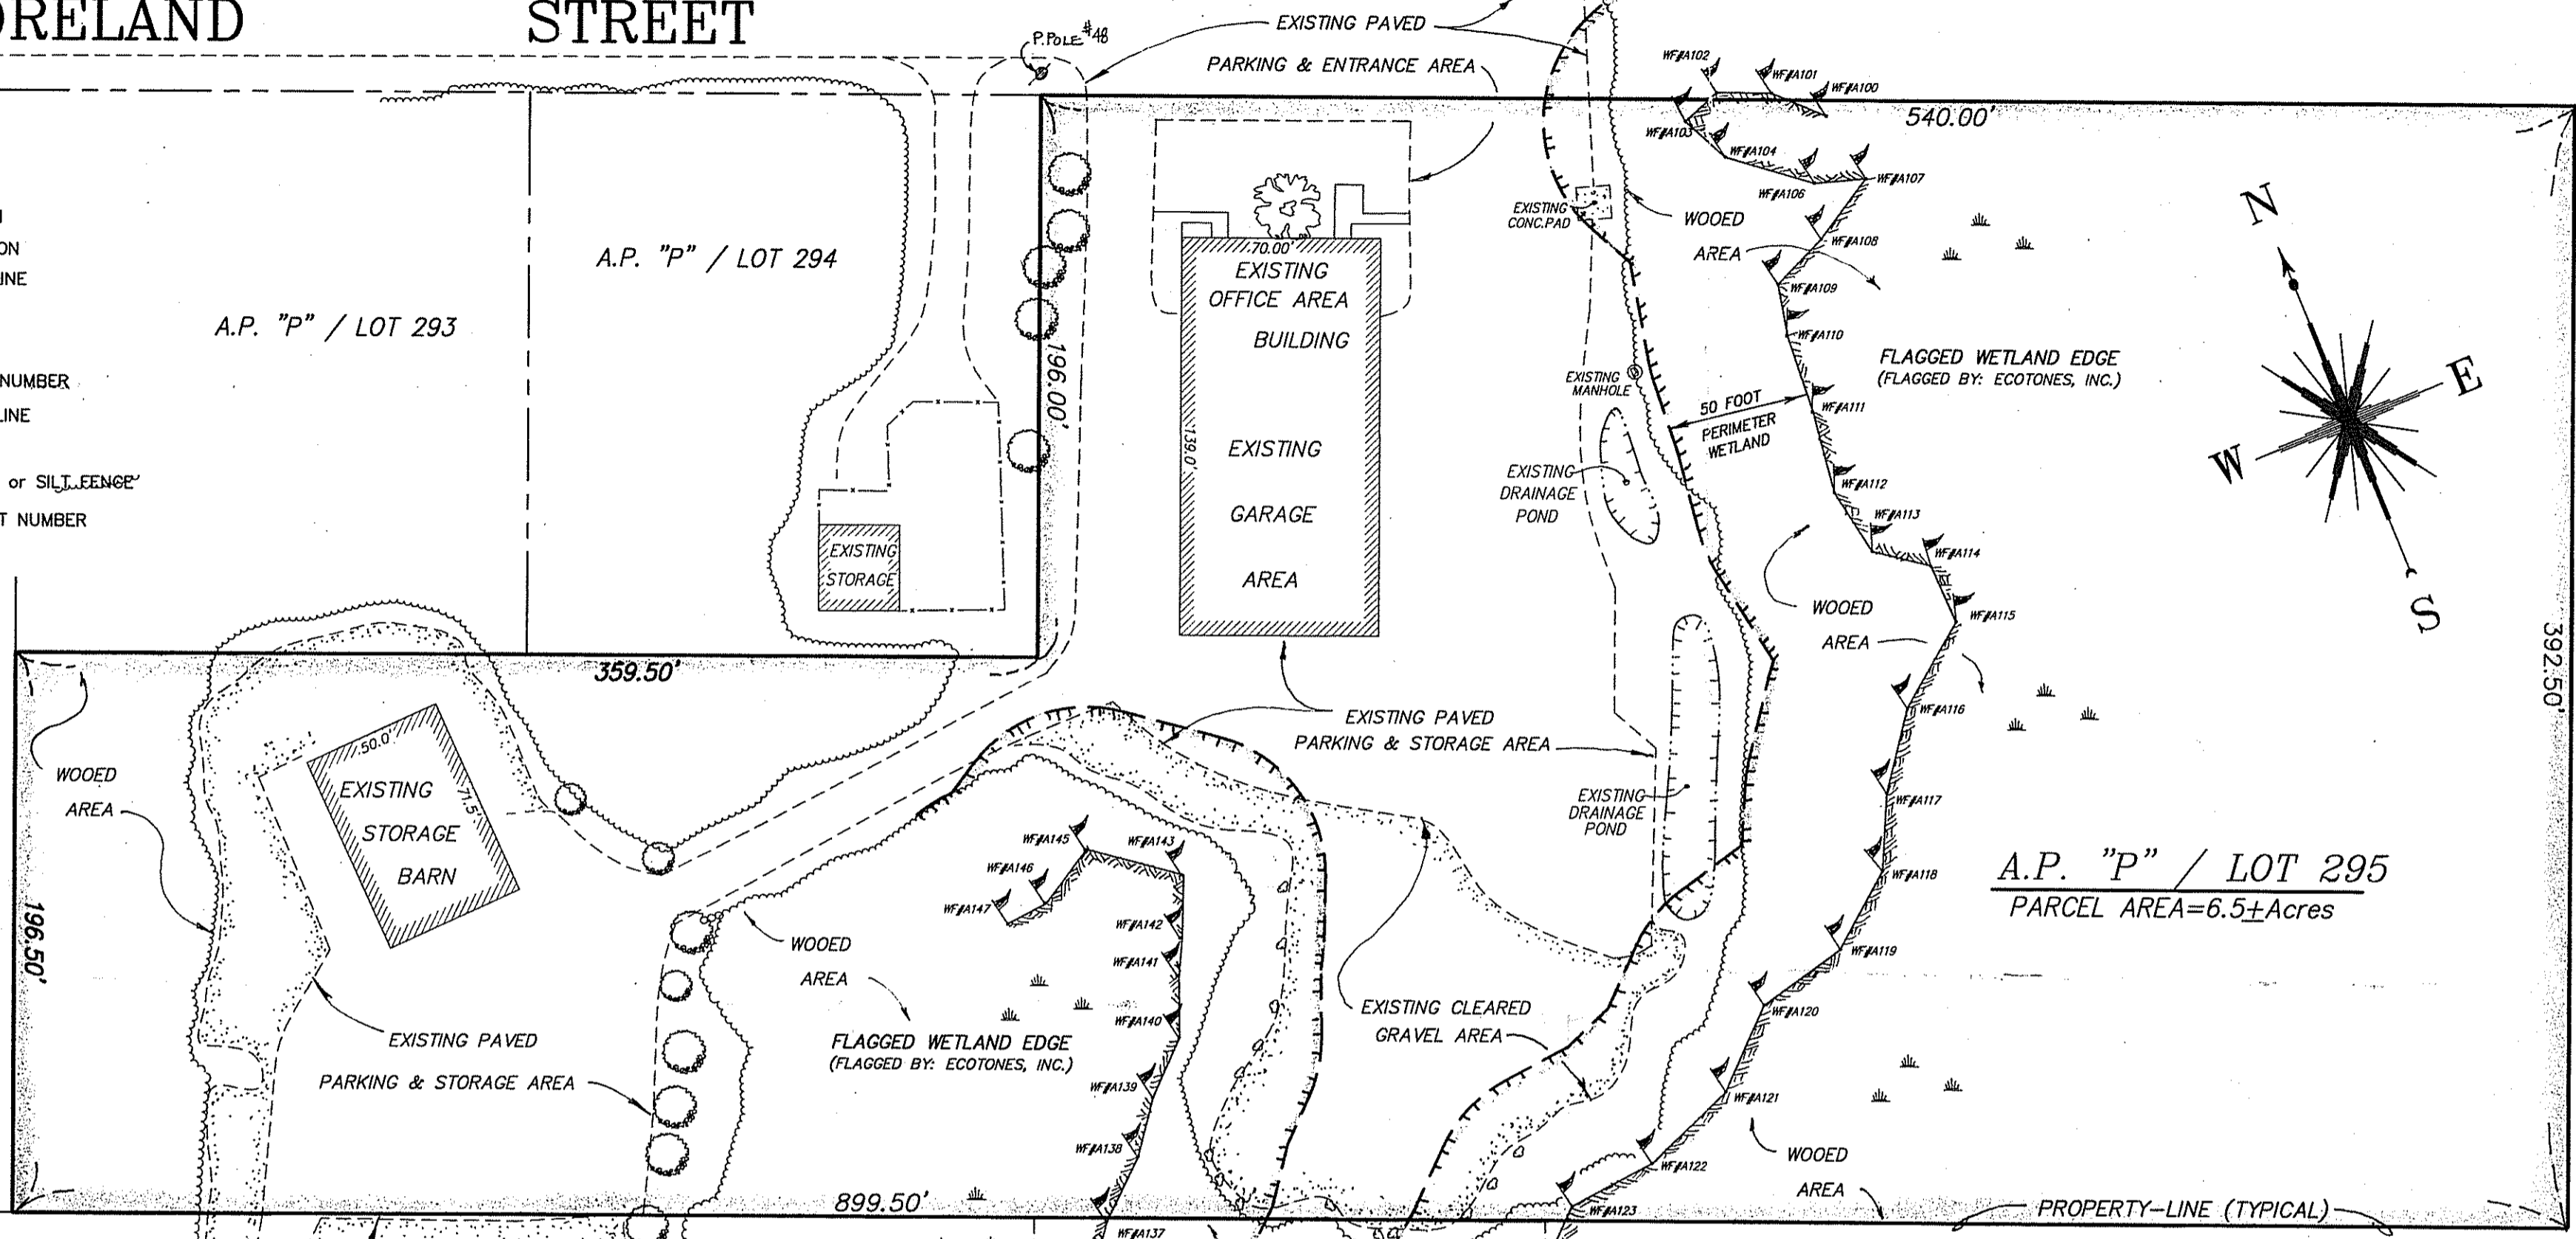 ORELAND STREET
P.POLE #48
EXISTING PAVED
PARKING & ENTRANCE AREA
WF#A102
WF#A101
WF#A100
540.00'
WF#A103
WF#A104
WF#A106
WF#A107
WF#A108
WF#A109
WF#A110
WF#A111
WF#A112
WF#A113
WF#A114
WF#A115
WF#A116
WF#A117
WF#A118
WF#A119
WF#A120
WF#A121
WF#A122
WF#A123
ON
INE
NUMBER
LINE
or SILT FENCE
T NUMBER
A.P. "P" / LOT 293
A.P. "P" / LOT 294
196.00'
EXISTING
STORAGE
70.00'
EXISTING
OFFICE AREA
BUILDING
139.0'
EXISTING
GARAGE
AREA
EXISTING
CONC.PAD
WOOED
AREA
EXISTING
MANHOLE
50 FOOT
PERIMETER
WETLAND
FLAGGED WETLAND EDGE
(FLAGGED BY: ECOTONES, INC.)
N
E
W
S
EXISTING
DRAINAGE
POND
WOOED
AREA
392.50'
359.50'
EXISTING PAVED
PARKING & STORAGE AREA
EXISTING
DRAINAGE
POND
WOOED
AREA
50.0'
71.5'
EXISTING
STORAGE
BARN
196.50'
EXISTING PAVED
PARKING & STORAGE AREA
WOOED
AREA
FLAGGED WETLAND EDGE
(FLAGGED BY: ECOTONES, INC.)
WF#A145
WF#A143
WF#A146
WF#A147
WF#A142
WF#A141
WF#A140
WF#A139
WF#A138
WF#A137
EXISTING CLEARED
GRAVEL AREA
A.P. "P" / LOT 295
PARCEL AREA=6.5±Acres
WOOED
AREA
899.50'
PROPERTY-LINE (TYPICAL)